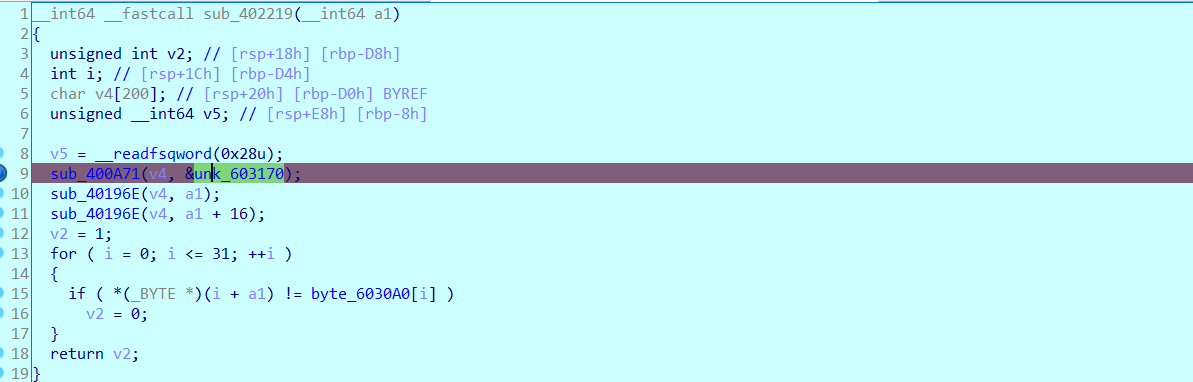 1 __int64 __fastcall sub_402219(__int64 a1)
2 {
3 unsigned int v2; // [rsp+18h] [rbp-D8h]
4 int i; // [rsp+1Ch] [rbp-D4h]
5 char v4[200]; // [rsp+20h] [rbp-D0h] BYREF
6 unsigned __int64 v5; // [rsp+E8h] [rbp-8h]
7
8 v5 = __readfsqword(0x28u);
9 sub_400A71(v4, &unk_603170);
10 sub_40196E(v4, a1);
11 sub_40196E(v4, a1 + 16);
12 v2 = 1;
13 for ( i = 0; i <= 31; ++i )
14 {
15 if ( *(_BYTE *)(i + a1) != byte_6030A0[i] )
16 v2 = 0;
17 }
18 return v2;
19 }